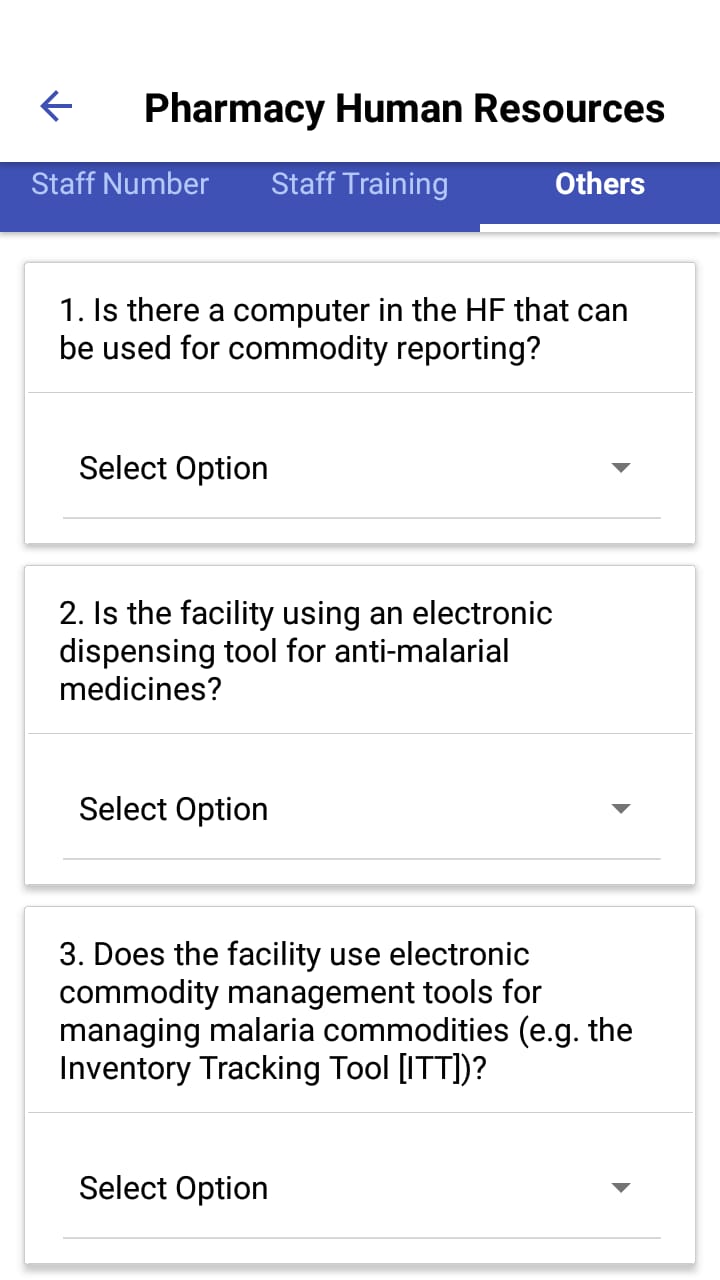 Pharmacy Human Resources
Staff Number Staff Training Others
1. Is there a computer in the HF that can
be used for commodity reporting?
Select Option
2. Is the facility using an electronic
dispensing tool for anti-malarial
medicines?
Select Option
3. Does the facility use electronic
commodity management tools for
managing malaria commodities (e.g. the
Inventory Tracking Tool [ITT])?
Select Option